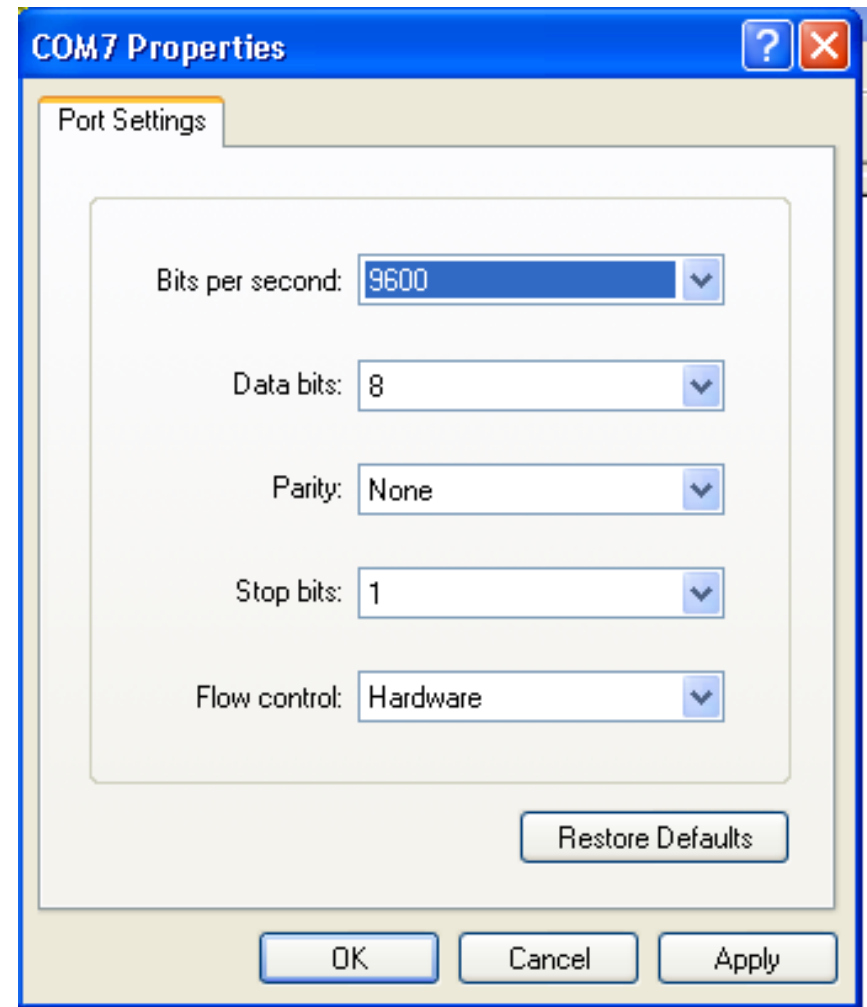 COM7 Properties
Port Settings
Bits per second: 9600
Data bits: 8
Parity: None
Stop bits: 1
Flow control: Hardware
Restore Defaults
OK Cancel Apply